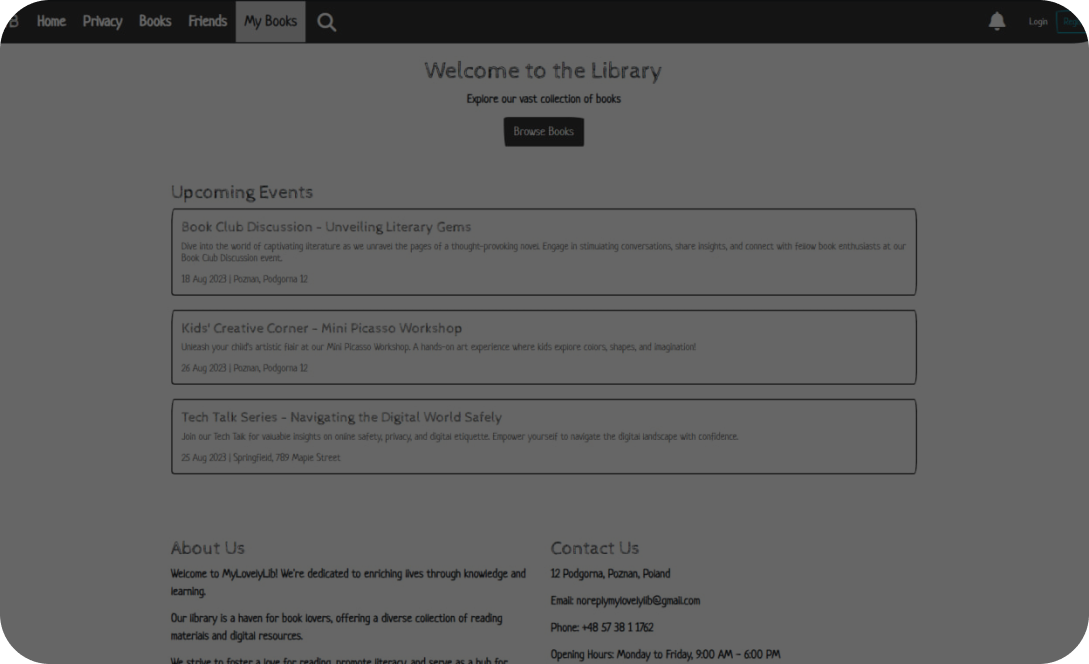 B Home Privacy Books Friends My Books Login
Welcome to the Library
Explore our vast collection of books
Browse Books
Upcoming Events
Book Club Discussion - Unveiling Literary Gems
Dive into the world of captivating literature as we unravel the pages of a thought-provoking novel. Engage in stimulating conversations, share insights, and connect with fellow book enthusiasts at our
Book Club Discussion event.
18 Aug 2023 | Poznan, Podgorna 12
Kids' Creative Corner - Mini Picasso Workshop
Unleash your child's artistic flair at our Mini Picasso Workshop. A hands-on art experience where kids explore colors, shapes, and imagination!
26 Aug 2023 | Poznan, Podgorna 12
Tech Talk Series - Navigating the Digital World Safely
Join our Tech Talk for valuable insights on online safety, privacy, and digital etiquette. Empower yourself to navigate the digital landscape with confidence.
25 Aug 2023 | Springfield, 789 Maple Street
About Us
Welcome to MyLovelyLib! We're dedicated to enriching lives through knowledge and
learning.
Our library is a haven for book lovers, offering a diverse collection of reading
materials and digital resources.
We strive to foster a love for reading, promote literacy, and serve as a hub for
Contact Us
12 Podgorna, Poznan, Poland
Email: noreplymylovelylib@gmail.com
Phone: +48 57 38 1 1762
Opening Hours: Monday to Friday, 9:00 AM - 6:00 PM